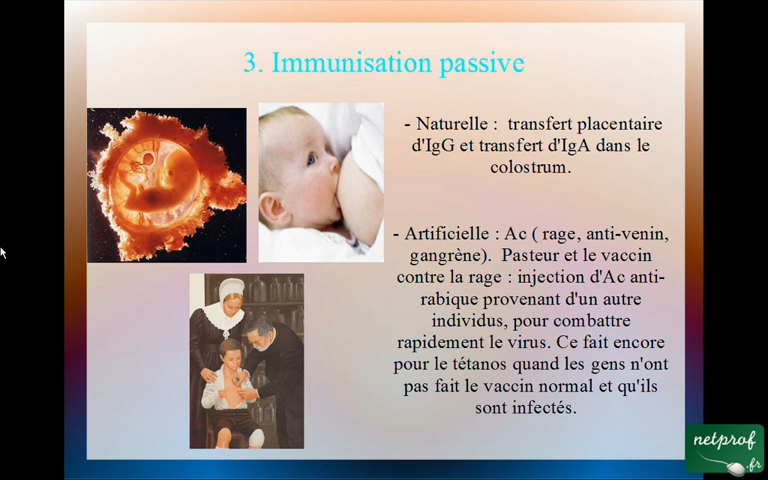 3. Immunisation passive
- Naturelle : transfert placentaire
d'IgG et transfert d'IgA dans le
colostrum.
- Artificielle : Ac ( rage, anti-venin,
gangrène). Pasteur et le vaccin
contre la rage : injection d'Ac anti-
rabique provenant d'un autre
individus, pour combattre
rapidement le virus. Ce fait encore
pour le tétanos quand les gens n'ont
pas fait le vaccin normal et qu'ils
sont infectés.
netprof
.fr